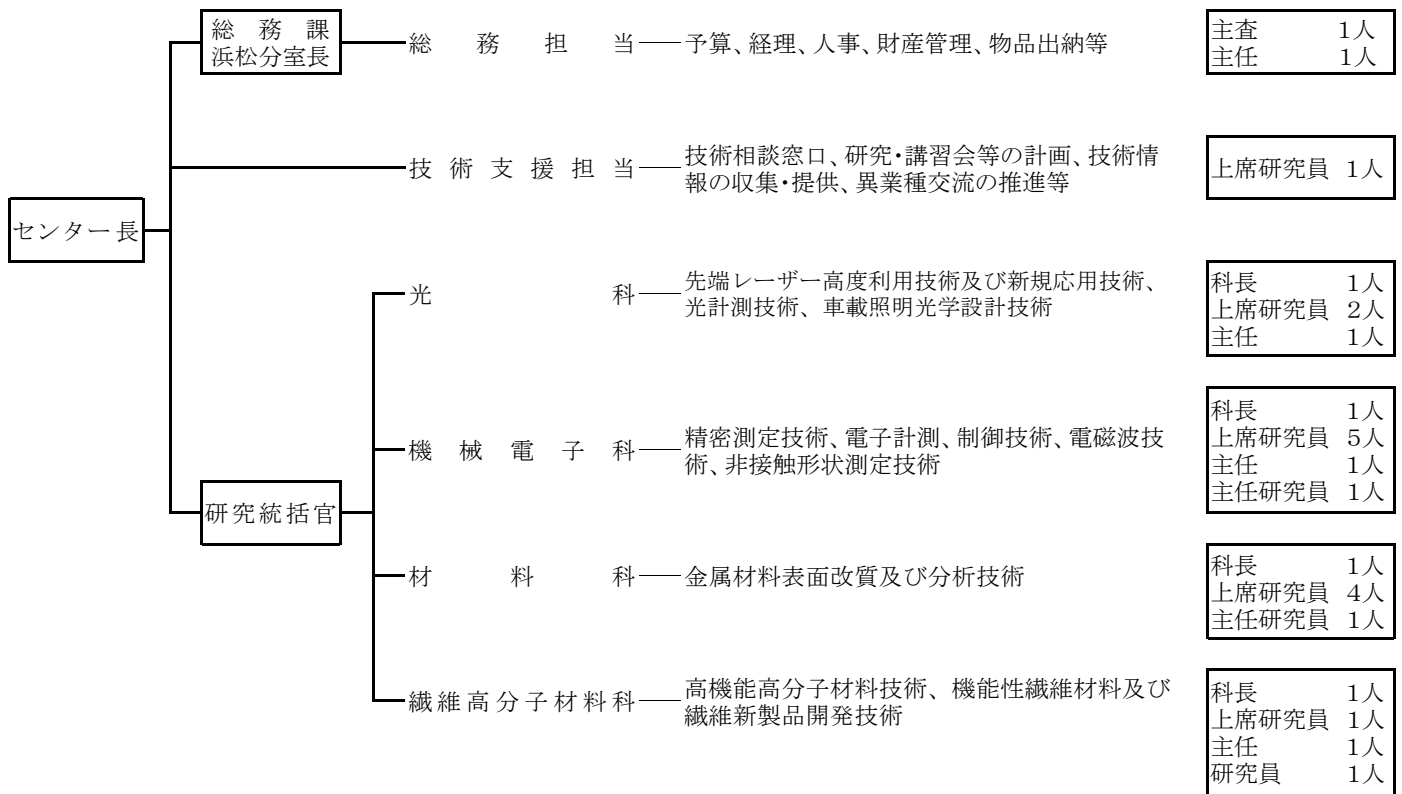 総務課
浜松分室長
総務担当
予算、経理、人事、財産管理、物品出納等
主査 1人
主任 1人
技術支援担当
技術相談窓口、研究・講習会等の計画、技術情
報の収集・提供、異業種交流の推進等
上席研究員 1人
センター長
光科
先端レーザー高度利用技術及び新規応用技術、
光計測技術、車載照明光学設計技術
科長 1人
上席研究員 2人
主任 1人
機械電子科
精密測定技術、電子計測、制御技術、電磁波技
術、非接触形状測定技術
科長 1人
上席研究員 5人
主任 1人
主任研究員 1人
研究統括官
材料科
金属材料表面改質及び分析技術
科長 1人
上席研究員 4人
主任研究員 1人
繊維高分子材料科
高機能高分子材料技術、機能性繊維材料及び
繊維新製品開発技術
科長 1人
上席研究員 1人
主任 1人
研究員 1人